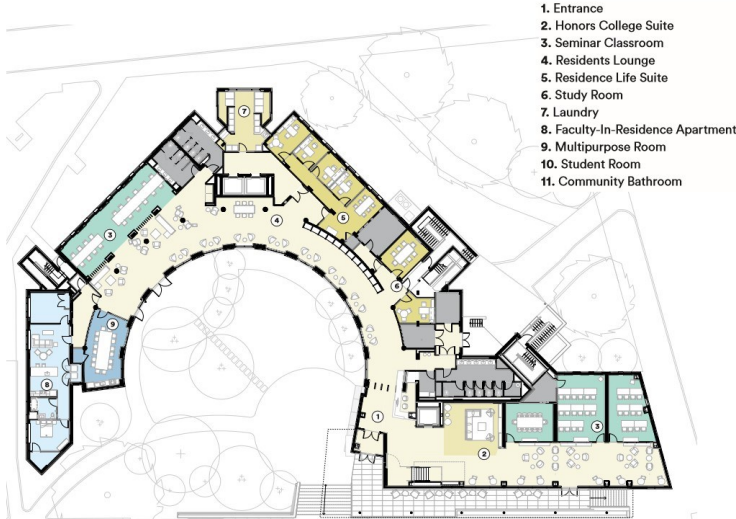 1. Entrance
2. Honors College Suite
3. Seminar Classroom
4. Residents Lounge
5. Residence Life Suite
6. Study Room
7. Laundry
8. Faculty-In-Residence Apartment
9. Multipurpose Room
10. Student Room
11. Community Bathroom
7
5
4
3
6
9
8
1
3
2